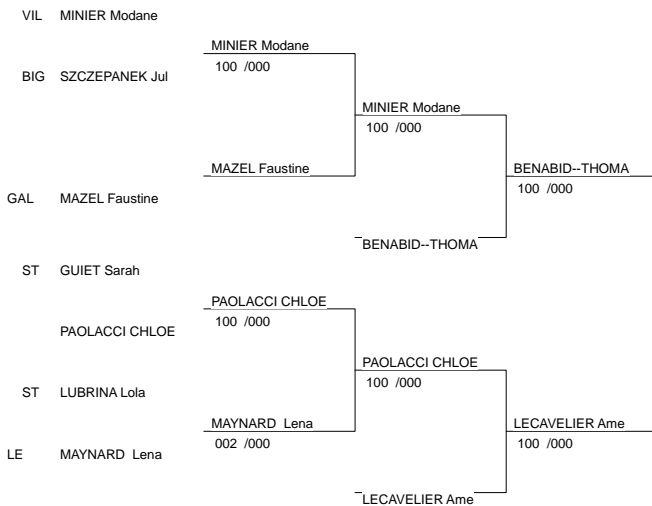 VIL MINIER Modane
MINIER Modane
100 /000
BIG SZCZEPANEK Jul
MINIER Modane
100 /000
MAZEL Faustine
BENABID--THOMA
100 /000
GAL MAZEL Faustine
BENABID--THOMA
ST GUIET Sarah
PAOLACCI CHLOE
100 /000
PAOLACCI CHLOE
PAOLACCI CHLOE
100 /000
ST LUBRINA Lola
MAYNARD Lena
002 /000
LECAVELIER Ame
100 /000
LE MAYNARD Lena
LECAVELIER Ame